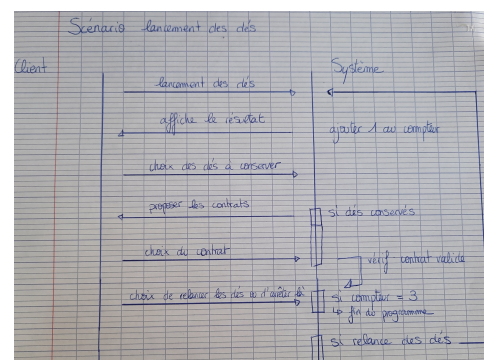 Scénario lancement des dés
Client
Système
lancement des dés
affiche le résultat
ajouter 1 au compteur
choix des dés à conserver
proposer les contrats
si dés conservés
choix du contrat
vérif contrat valide
choix de relancer les dés ou d'arrêter
si compteur = 3
↳ fin du programme
si relance des dés